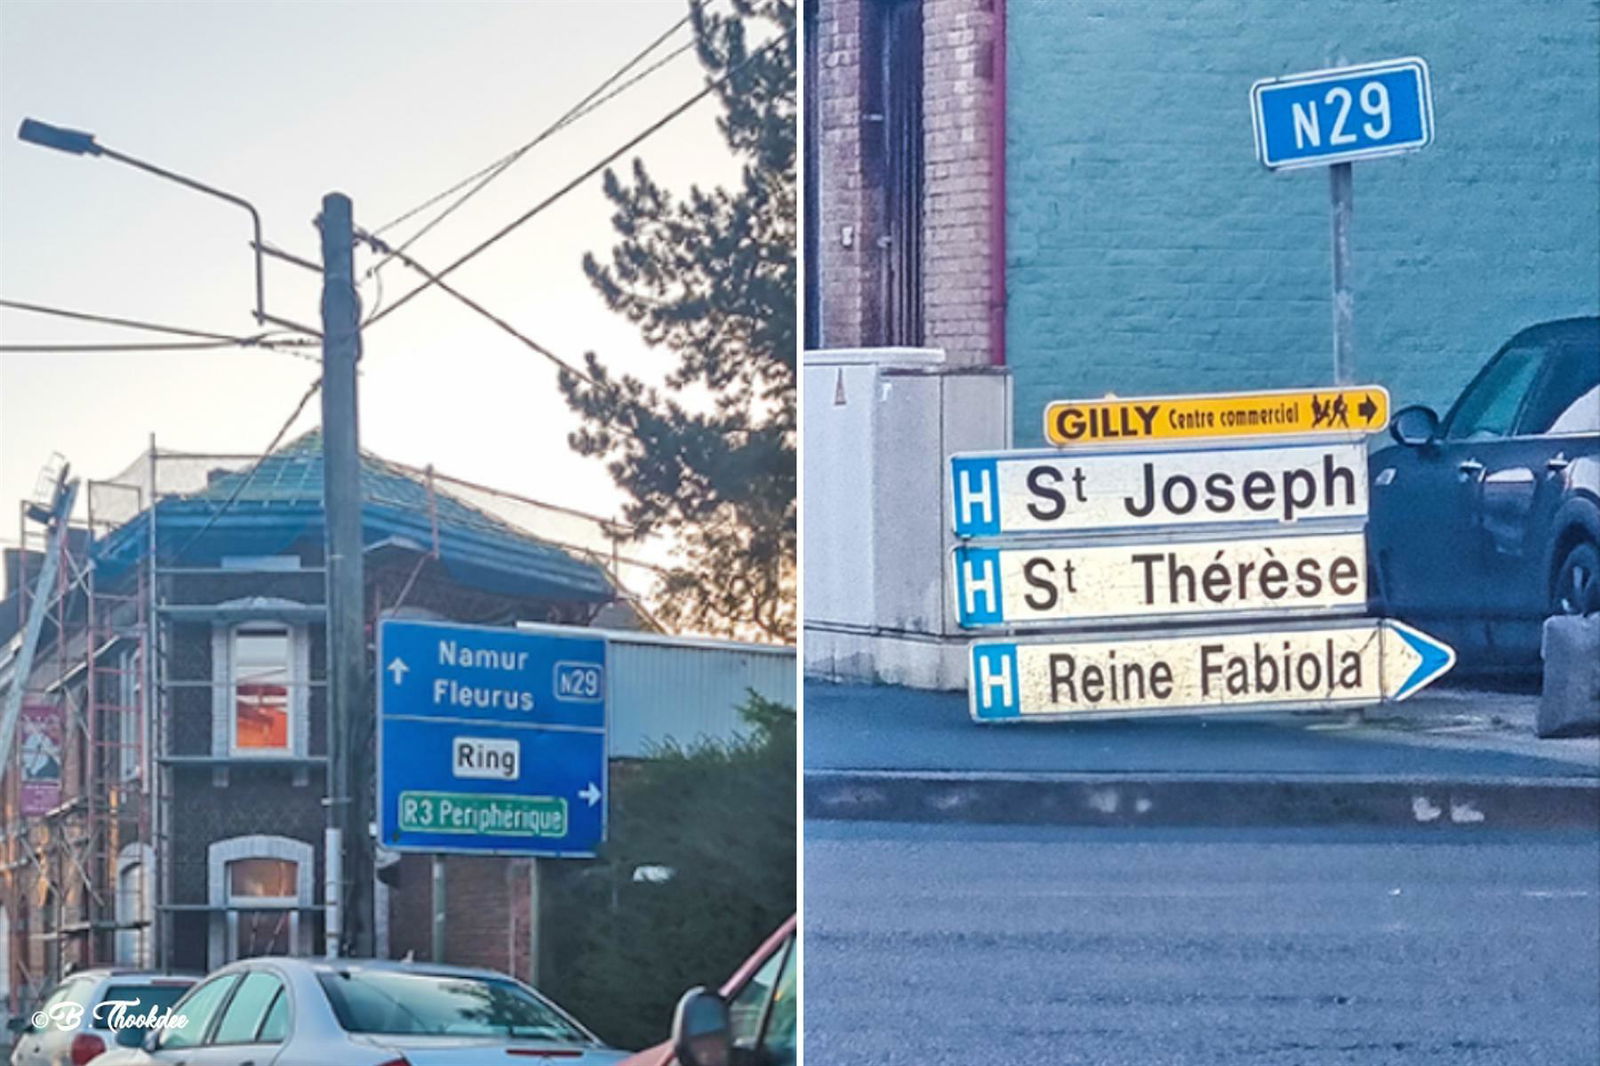 Namur
Fleurus
N29
Ring
R3 Periphérique
© B. Thookdee
N29
GILLY Centre commercial
H St Joseph
H St Thérèse
H Reine Fabiola